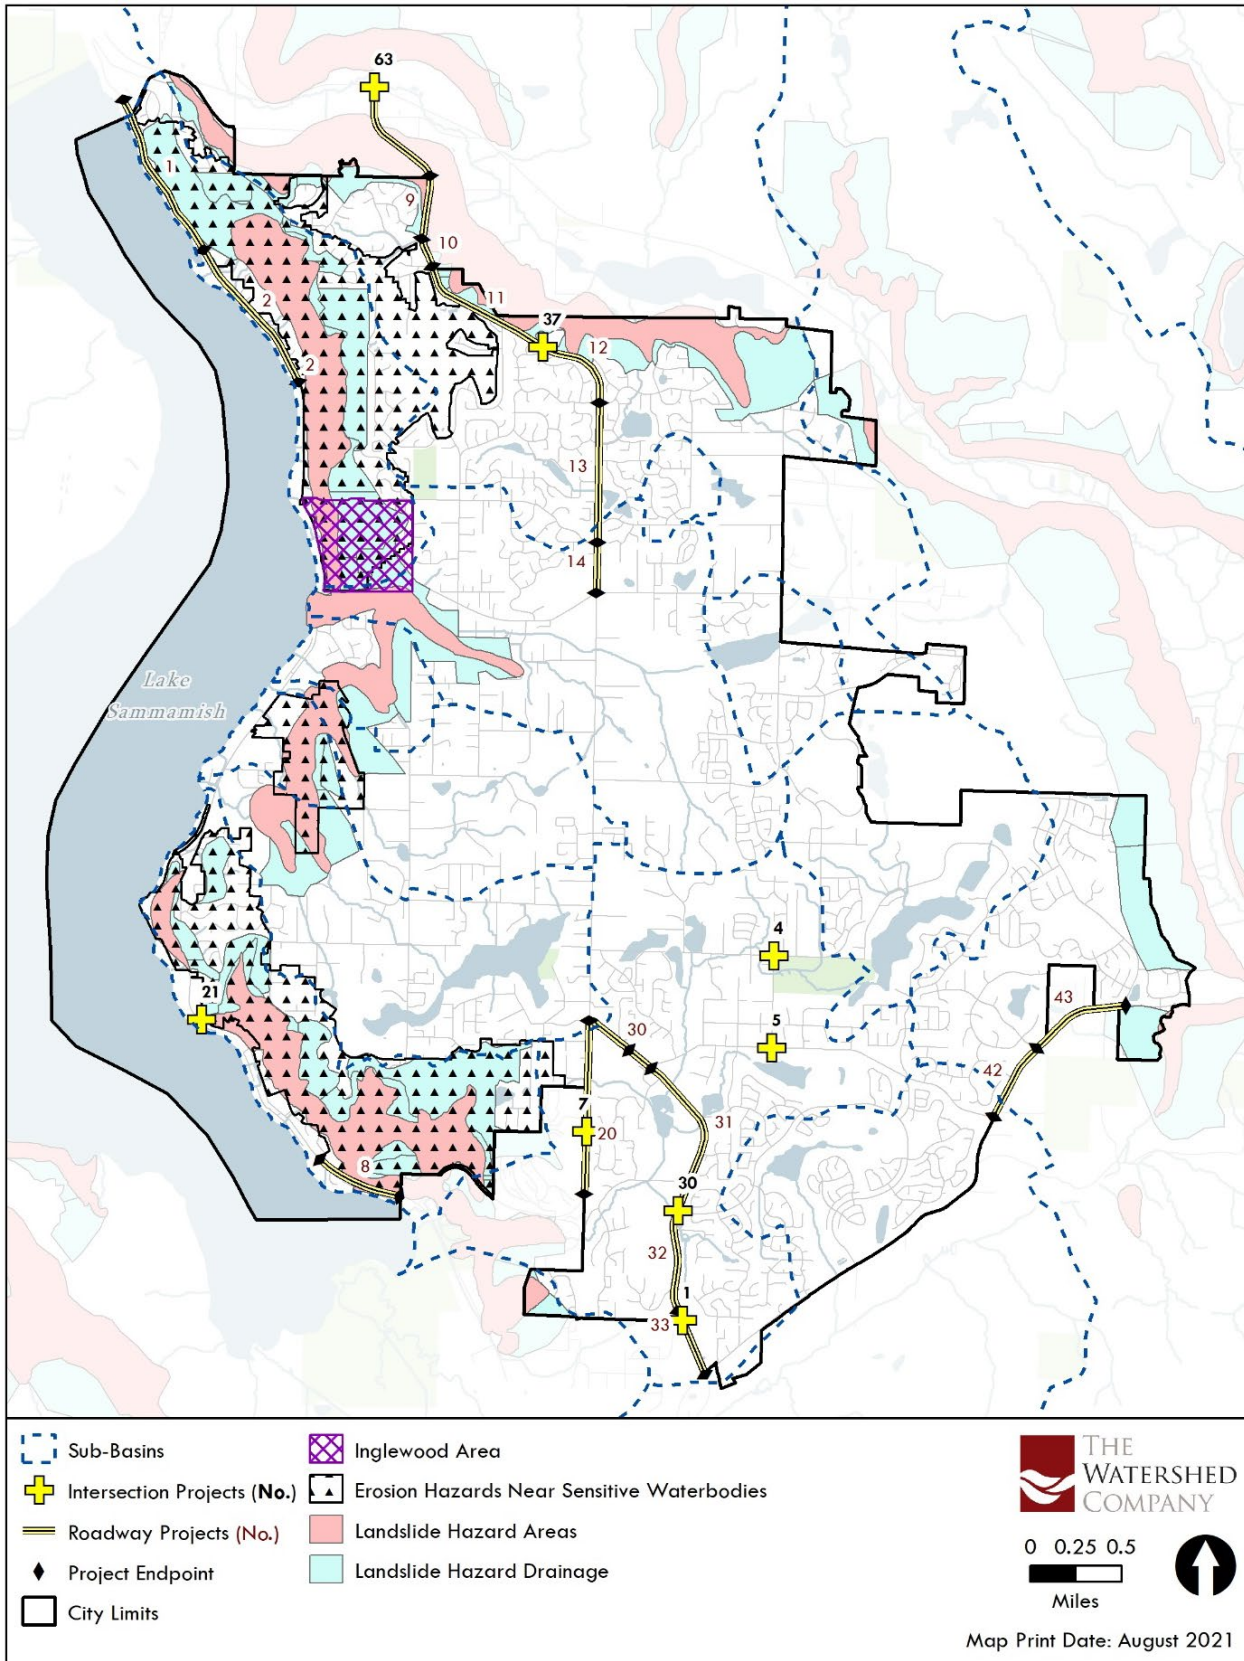 63
1
9
10
2
11
37
12
2
13
14
Lake
Sammamish
4
21
43
5
30
42
7
31
20
8
30
32
1
33
Sub-Basins
Intersection Projects (No.)
Roadway Projects (No.)
Project Endpoint
City Limits
Inglewood Area
Erosion Hazards Near Sensitive Waterbodies
Landslide Hazard Areas
Landslide Hazard Drainage
THE
WATERSHED
COMPANY
0 0.25 0.5
Miles
Map Print Date: August 2021